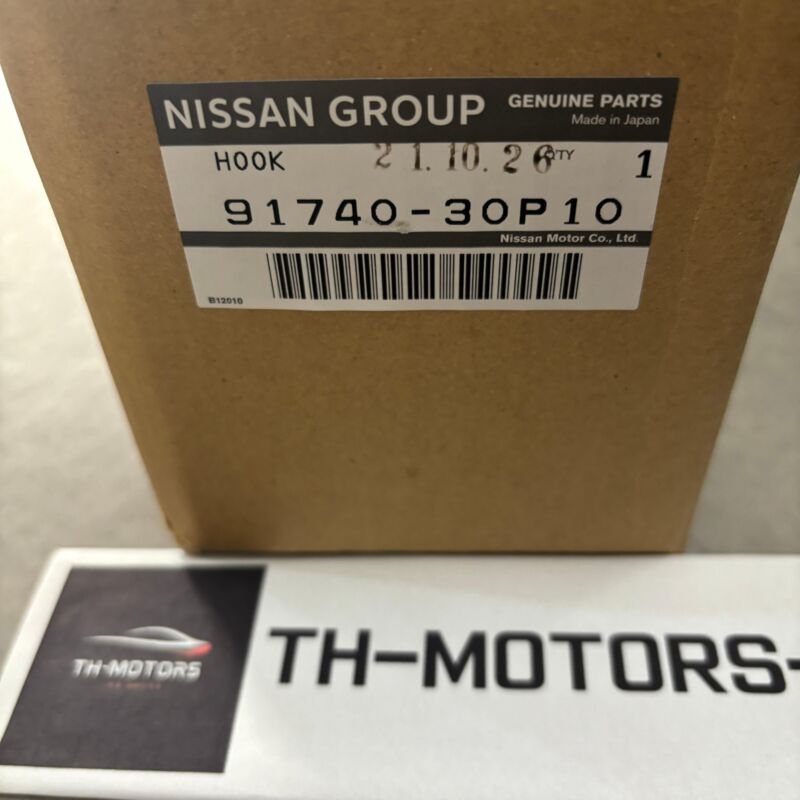 NISSAN GROUP GENUINE PARTS
Made in Japan
HOOK 21.10.26 QTY 1
91740-30P10
Nissan Motor Co., Ltd.
B12010
TH-MOTORS
TH-MOTORS-